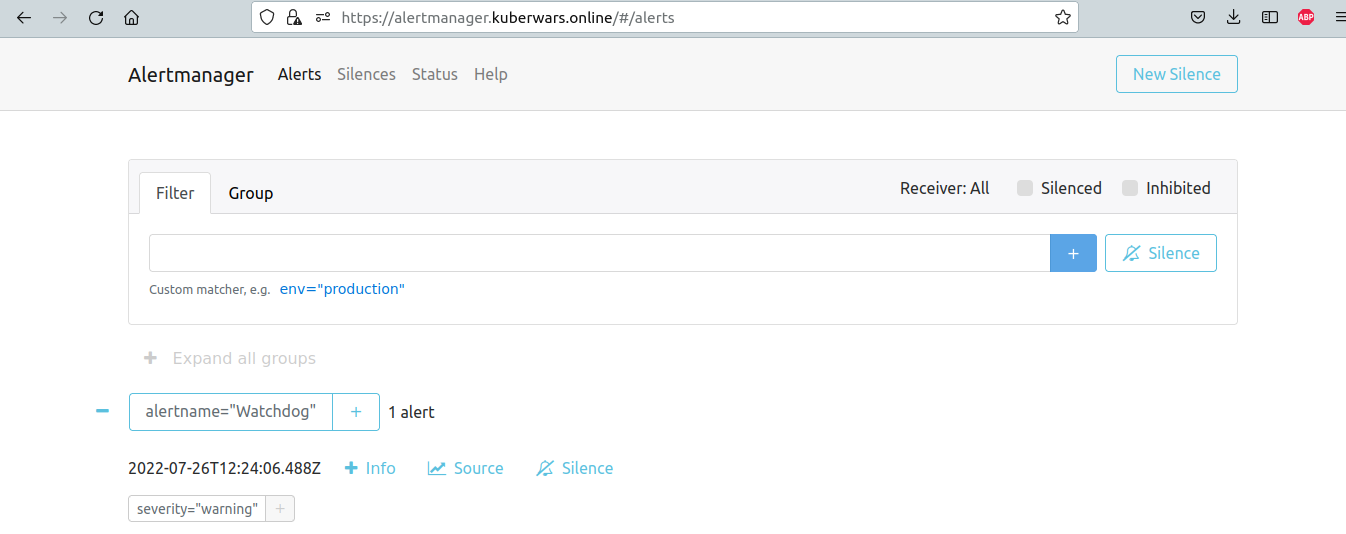 https://alertmanager.kuberwars.online/#/alerts
ABP
Alertmanager Alerts Silences Status Help New Silence
Filter Group Receiver: All Silenced Inhibited
+ Silence
Custom matcher, e.g. env="production"
+ Expand all groups
alertname="Watchdog" + 1 alert
2022-07-26T12:24:06.488Z + Info Source Silence
severity="warning" +